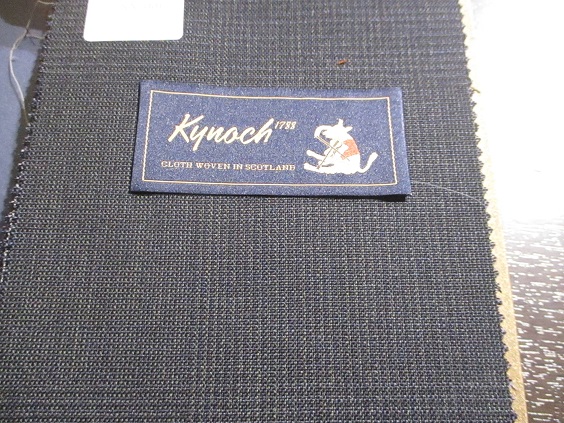 Kynoch 1788
CLOTH WOVEN IN SCOTLAND